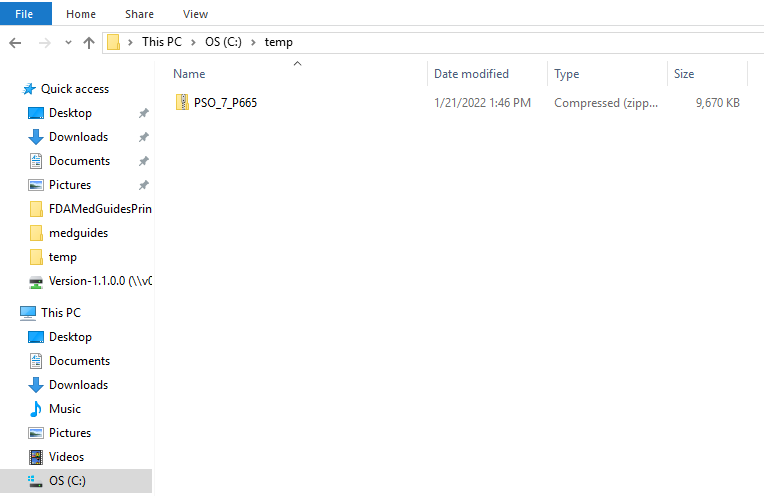 File Home Share View
This PC OS (C:) temp
Name Date modified Type Size
PSO_7_P665 1/21/2022 1:46 PM Compressed (zipp... 9,670 KB
Quick access
Desktop
Downloads
Documents
Pictures
FDAMedGuidesPrin
medguides
temp
Version-1.1.0.0 (\\v0
This PC
Desktop
Documents
Downloads
Music
Pictures
Videos
OS (C:)